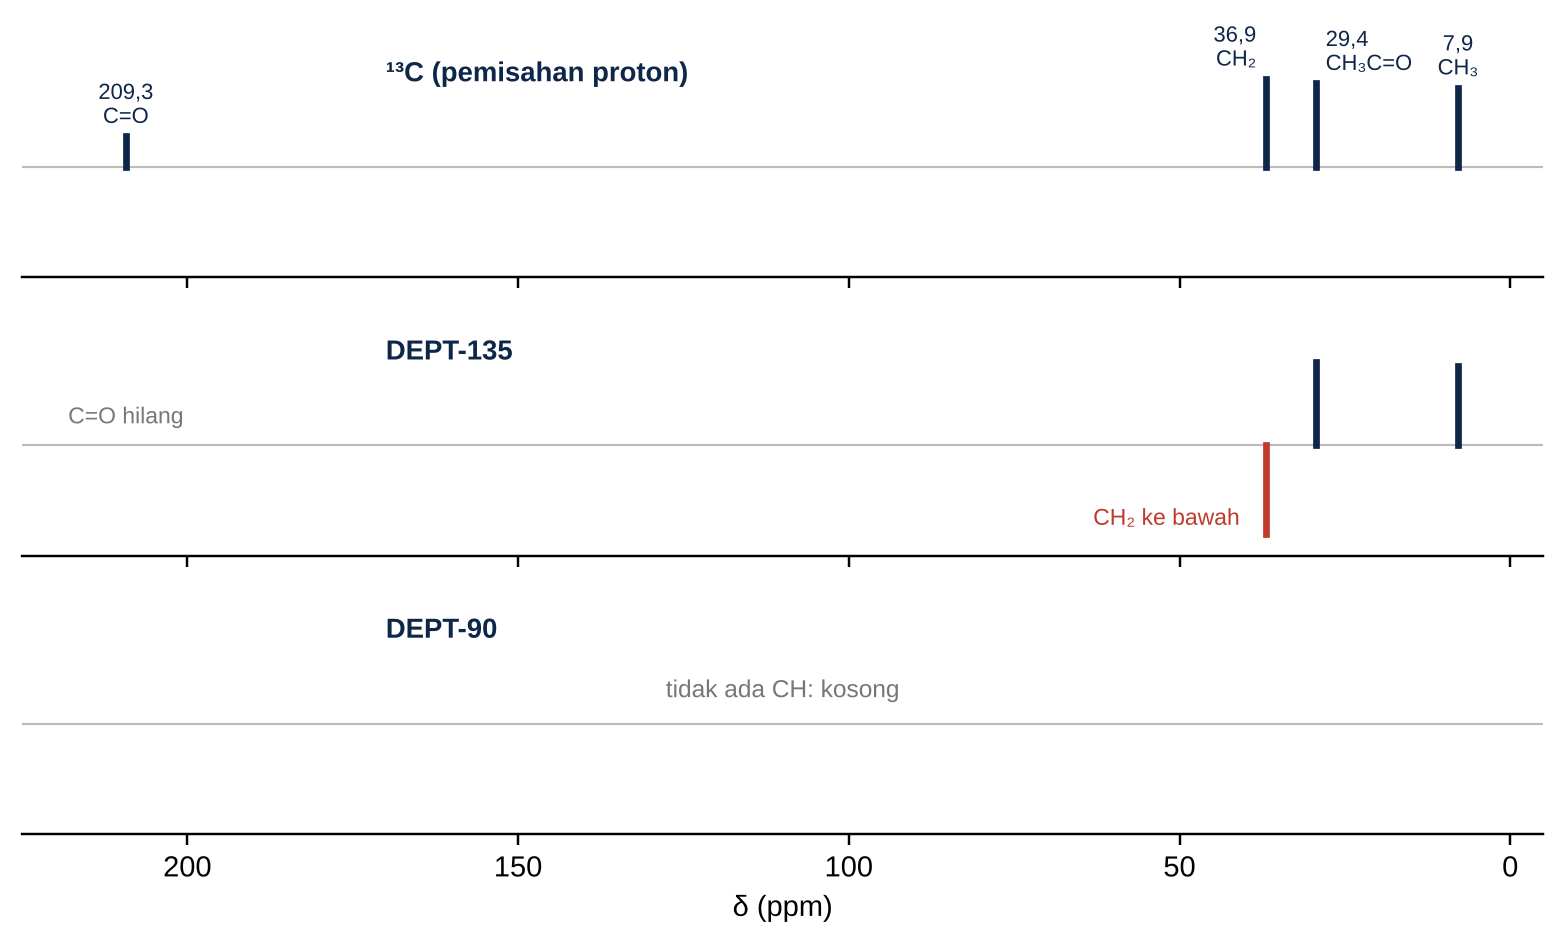 ¹³C (pemisahan proton)
209,3
C=O
36,9
CH₂
29,4
CH₃C=O
7,9
CH₃
DEPT-135
C=O hilang
CH₂ ke bawah
DEPT-90
tidak ada CH: kosong
200 150 100 50 0
δ (ppm)